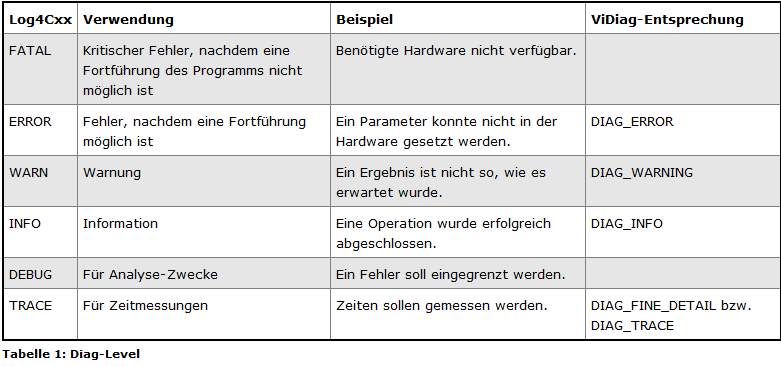 Log4Cxx Verwendung Beispiel ViDiag-Entsprechung
FATAL Kritischer Fehler, nachdem eine Benötigte Hardware nicht verfügbar.
Fortführung des Programms nicht
möglich ist
ERROR Fehler, nachdem eine Fortführung Ein Parameter konnte nicht in der DIAG_ERROR
möglich ist Hardware gesetzt werden.
WARN Warnung Ein Ergebnis ist nicht so, wie es DIAG_WARNING
erwartet wurde.
INFO Information Eine Operation wurde erfolgreich DIAG_INFO
abgeschlossen.
DEBUG Für Analyse-Zwecke Ein Fehler soll eingegrenzt werden.
TRACE Für Zeitmessungen Zeiten sollen gemessen werden. DIAG_FINE_DETAIL bzw.
DIAG_TRACE
Tabelle 1: Diag-Level